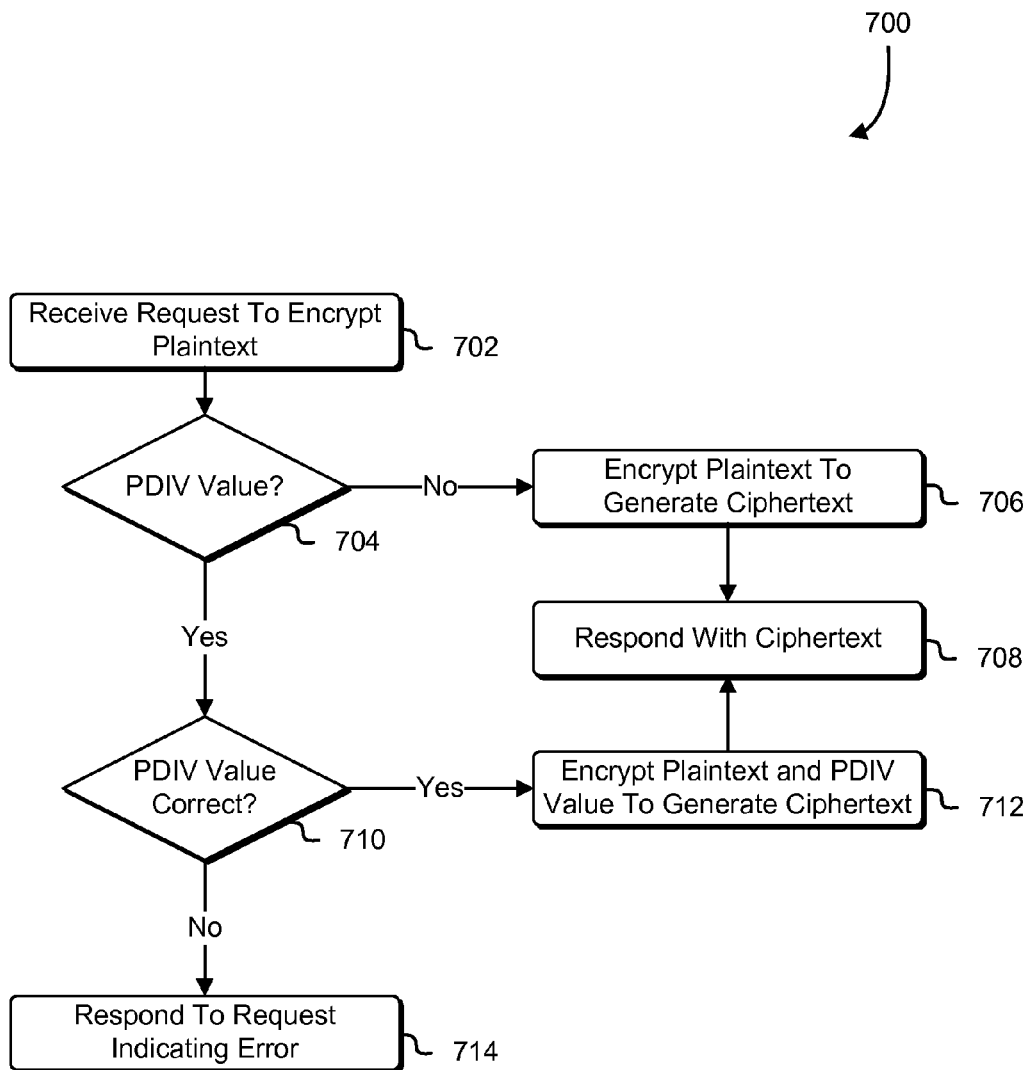 700
Receive Request To Encrypt
Plaintext
702
PDIV Value?
704
No
Encrypt Plaintext To
Generate Ciphertext
706
Yes
Respond With Ciphertext
708
PDIV Value
Correct?
710
Yes
Encrypt Plaintext and PDIV
Value To Generate Ciphertext
712
No
Respond To Request
Indicating Error
714